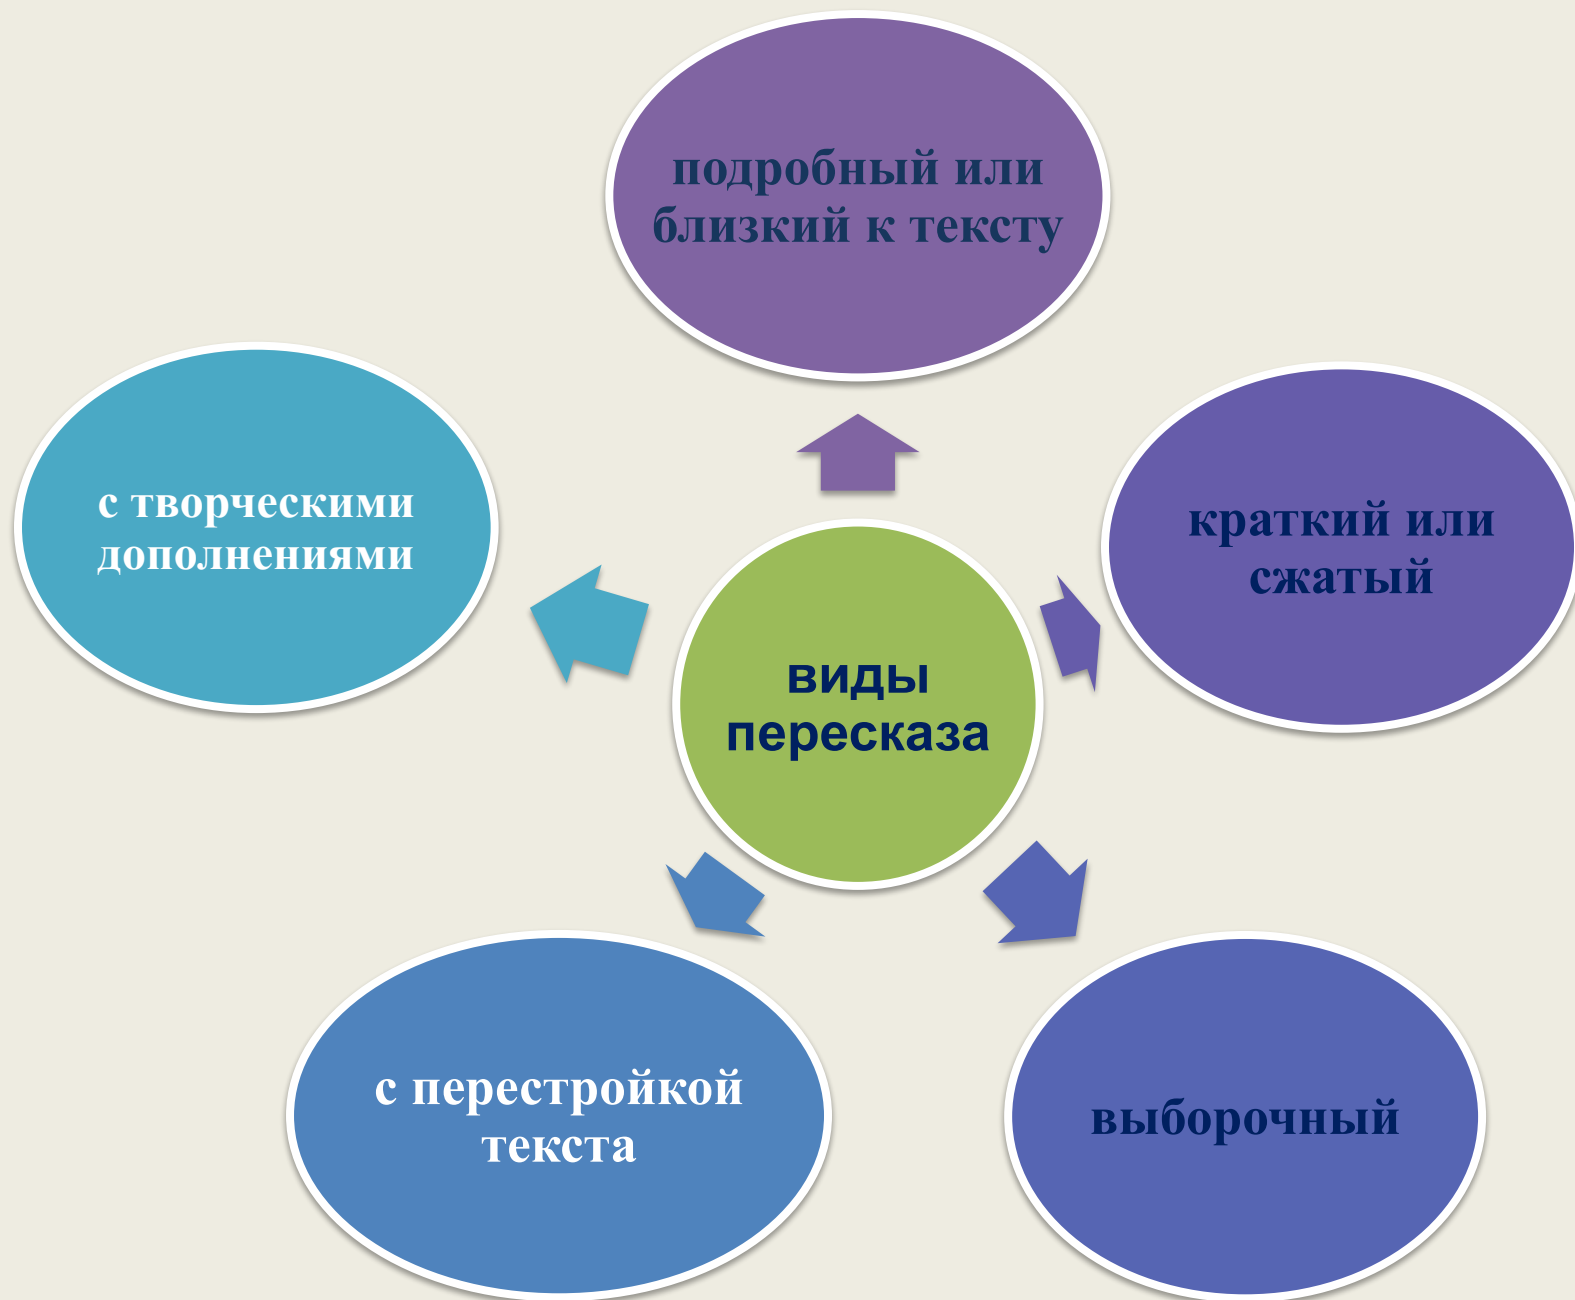 подробный или
близкий к тексту
с творческими
дополнениями
краткий или
сжатый
виды
пересказа
с перестройкой
текста
выборочный